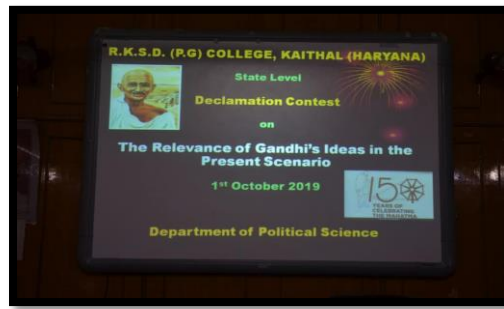 R.K.S.D. (P.G) COLLEGE, KAITHAL (HARYANA)
State Level
Declamation Contest
on
The Relevance of Gandhi's Ideas in the
Present Scenario
1st October 2019
150
YEARS OF
CELEBRATING
THE MAHATMA
Department of Political Science